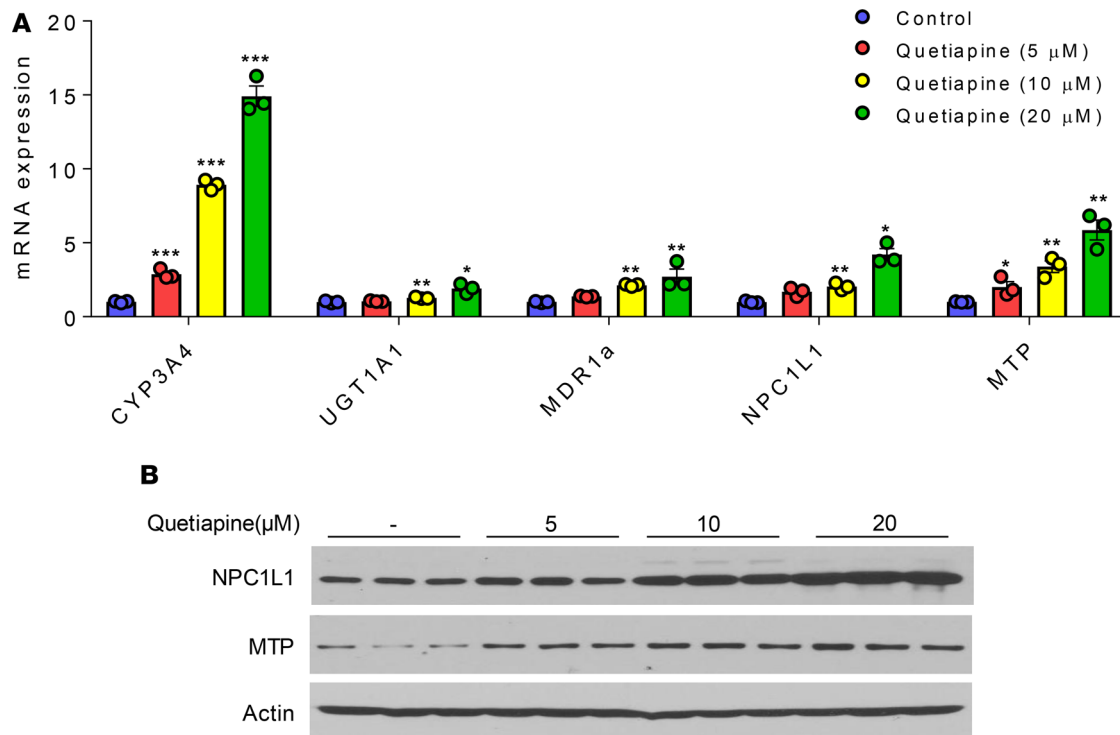 A
mRNA expression
20
15
10
5
0
Control
Quetiapine (5 μM)
Quetiapine (10 μM)
Quetiapine (20 μM)
***
***
***
**
*
**
**
**
*
*
**
**
CYP3A4
UGT1A1
MDR1a
NPC1L1
MTP
B
Quetiapine(μM)
-
5
10
20
NPC1L1
MTP
Actin